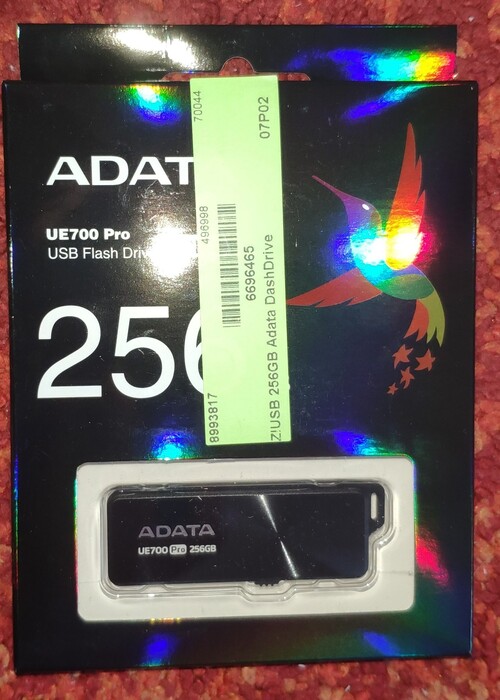 ADAT
UE700 Pro
USB Flash Driv
256
70044
07P02
496998
6696465
8993817
Z!USB 256GB Adata DashDrive
ADATA
UE700 Pro 256GB